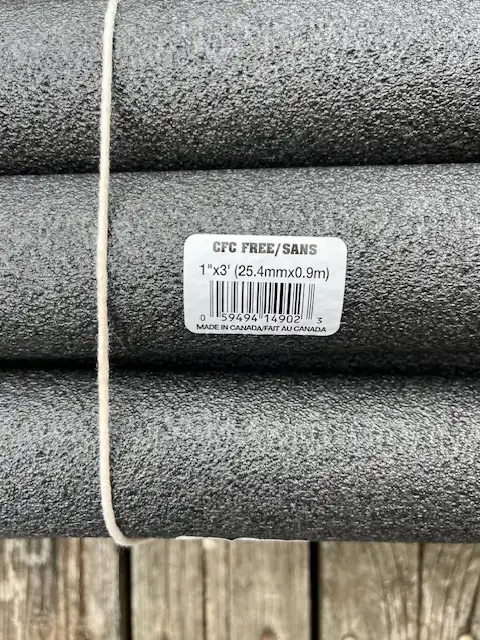 CFC FREE/SANS
1"x3' (25.4mmx0.9m)
0 59494 14902 3
MADE IN CANADA/FAIT AU CANADA